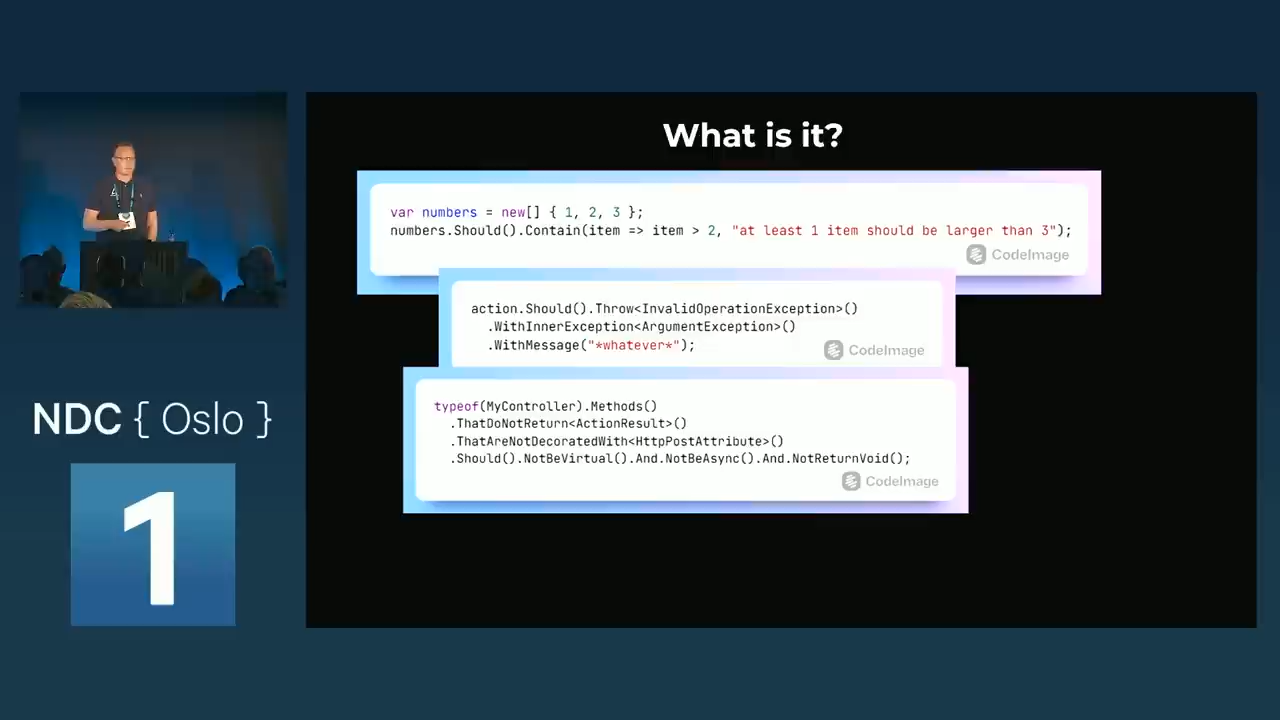 What is it?
var numbers = new[] { 1, 2, 3 };
numbers.Should().Contain(item => item > 2, "at least 1 item should be larger than 3");
CodeImage
action.Should().Throw<InvalidOperationException>()
.WithInnerException<ArgumentException>()
.WithMessage("*whatever*");
CodeImage
typeof(MyController).Methods()
.ThatDoNotReturn<ActionResult>()
.ThatAreNotDecoratedWith<HttpPostAttribute>()
.Should().NotBeVirtual().And.NotBeAsync().And.NotReturnVoid();
CodeImage
NDC { Oslo }
1